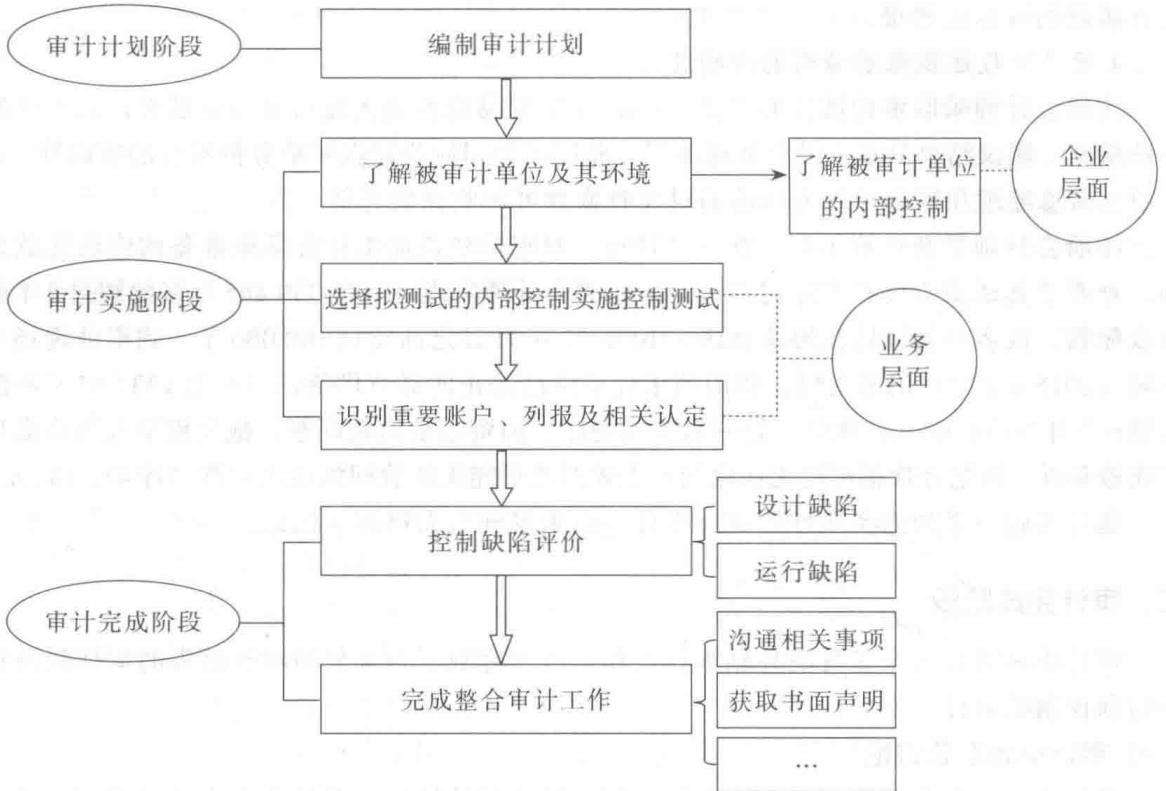 审计计划阶段
编制审计计划
了解被审计单位及其环境
了解被审计单位
的内部控制
企业
层面
审计实施阶段
选择拟测试的内部控制实施控制测试
业务
层面
识别重要账户、列报及相关认定
控制缺陷评价
设计缺陷
运行缺陷
审计完成阶段
完成整合审计工作
沟通相关事项
获取书面声明
…